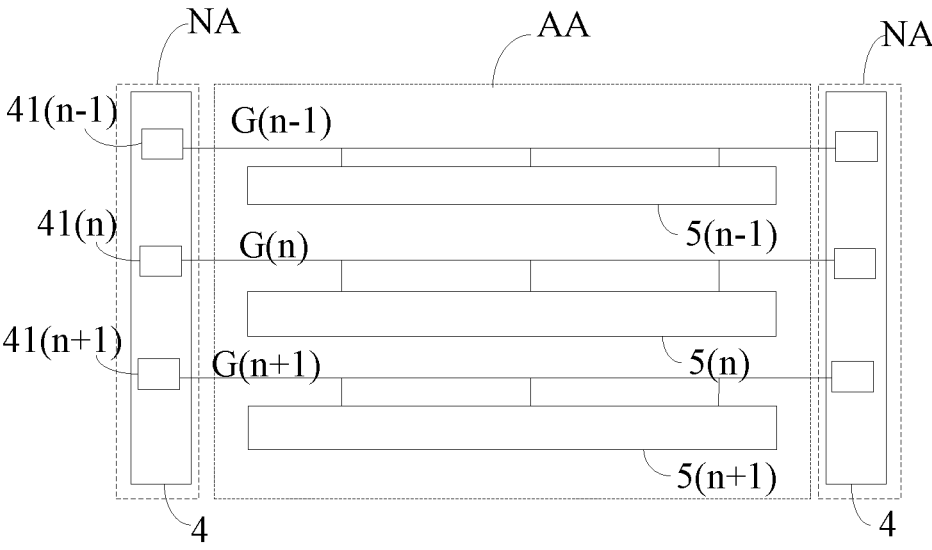 NA
AA
NA
41(n-1)
G(n-1)
5(n-1)
41(n)
G(n)
41(n+1)
G(n+1)
5(n)
5(n+1)
4
4